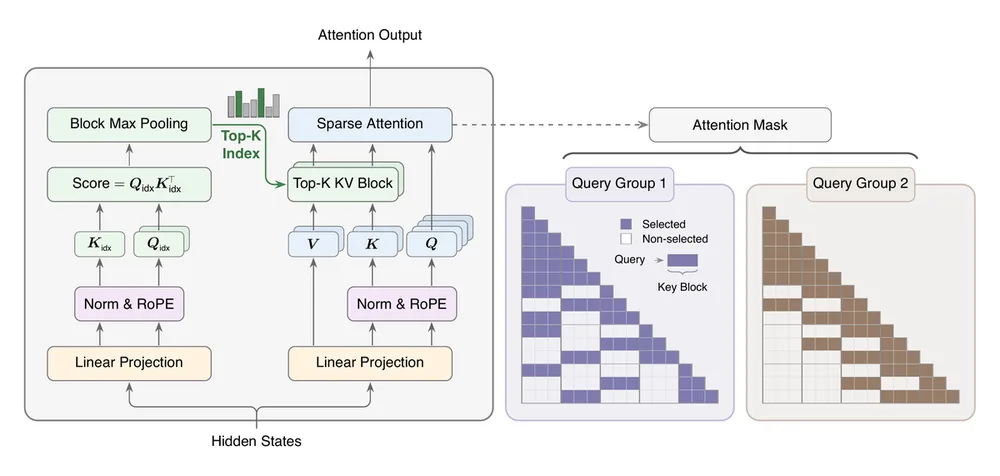 Attention Output
Block Max Pooling
Top-K
Index
Sparse Attention
Attention Mask
Score = Q_idx K_idx^⊤
Top-K KV Block
K_idx
Q_idx
V
K
Q
Norm & RoPE
Norm & RoPE
Linear Projection
Linear Projection
Hidden States
Query Group 1
Selected
Non-selected
Query
Key Block
Query Group 2